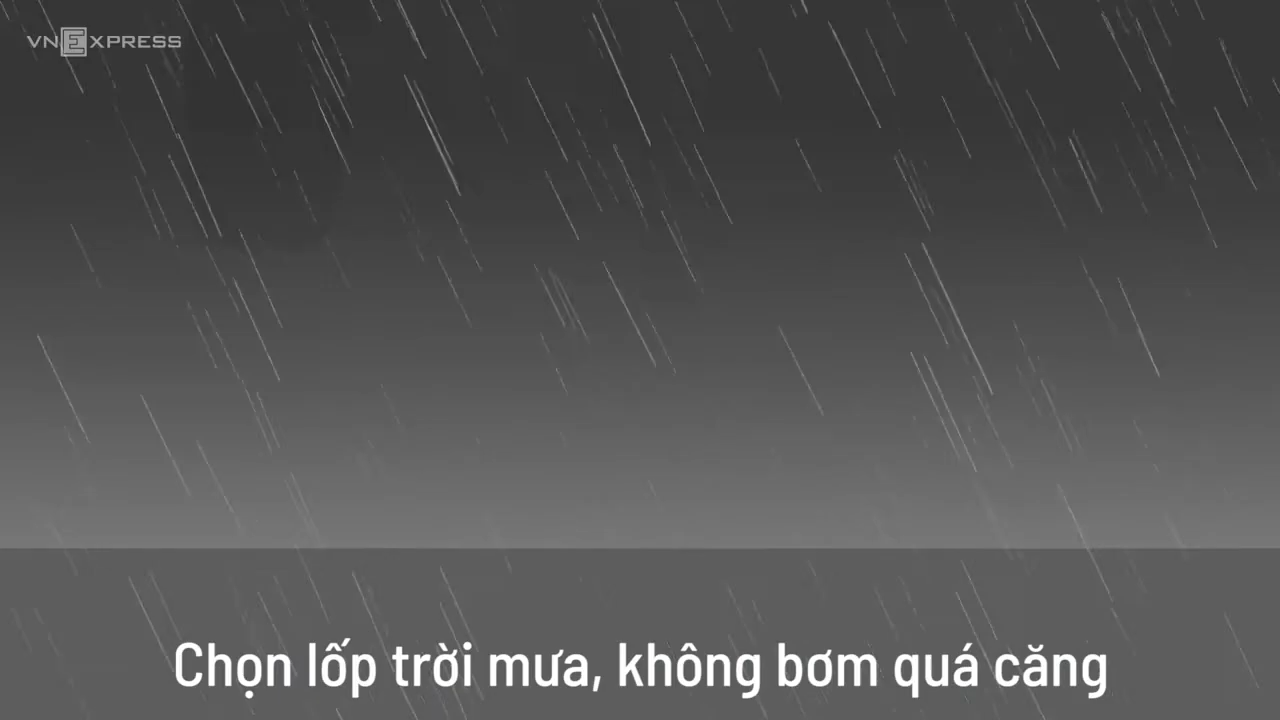 VNEXPRESS
Chọn lốp trời mưa, không bơm quá căng